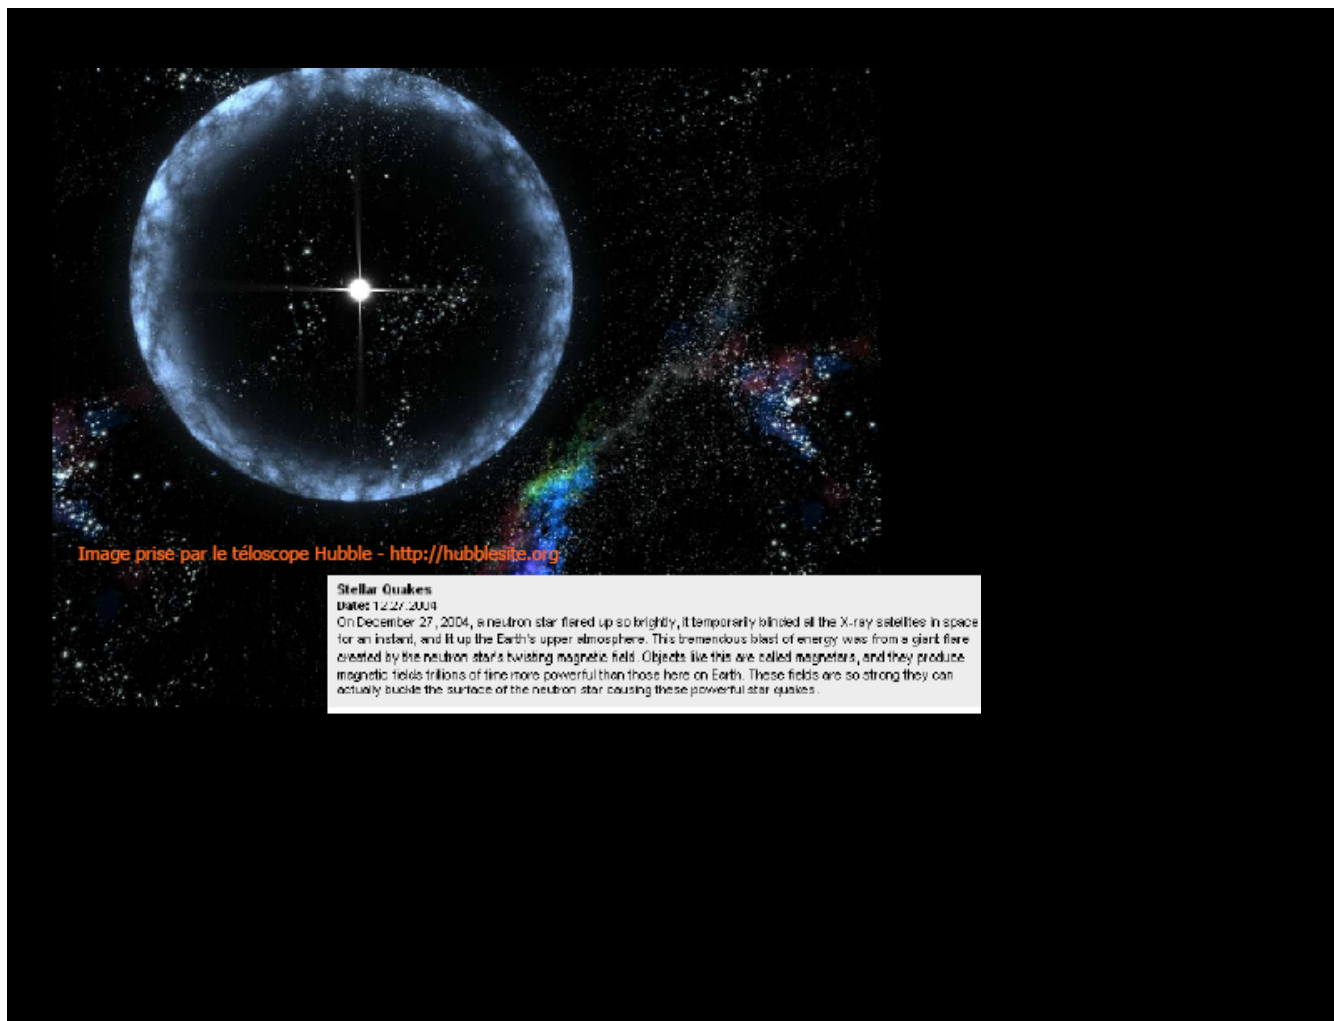 Image prise par le téloscope Hubble - http://hubblesite.org
Stellar Quakes
Date: 12.27.2004
On December 27, 2004, a neutron star flared up so brightly, it temporarily blinded all the X-ray satellites in space
for an instant, and lit up the Earth's upper atmosphere. This tremendous blast of energy was from a giant flare
created by the neutron star's twisting magnetic field. Objects like this are called magnetars, and they produce
magnetic fields trillions of time more powerful than those here on Earth. These fields are so strong they can
actually buckle the surface of the neutron star causing these powerful star quakes.